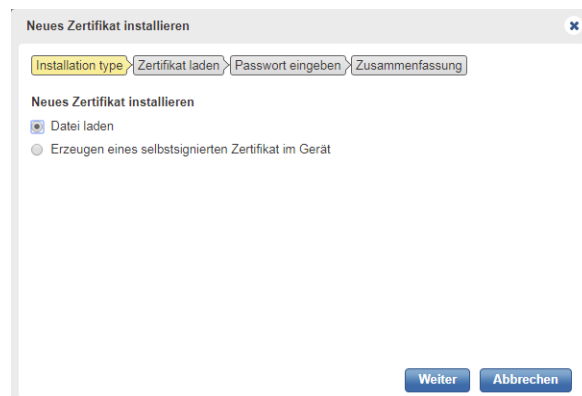 Neues Zertifikat installieren
Installation type Zertifikat laden Passwort eingeben Zusammenfassung
Neues Zertifikat installieren
Datei laden
Erzeugen eines selbstsignierten Zertifikat im Gerät
Weiter Abbrechen